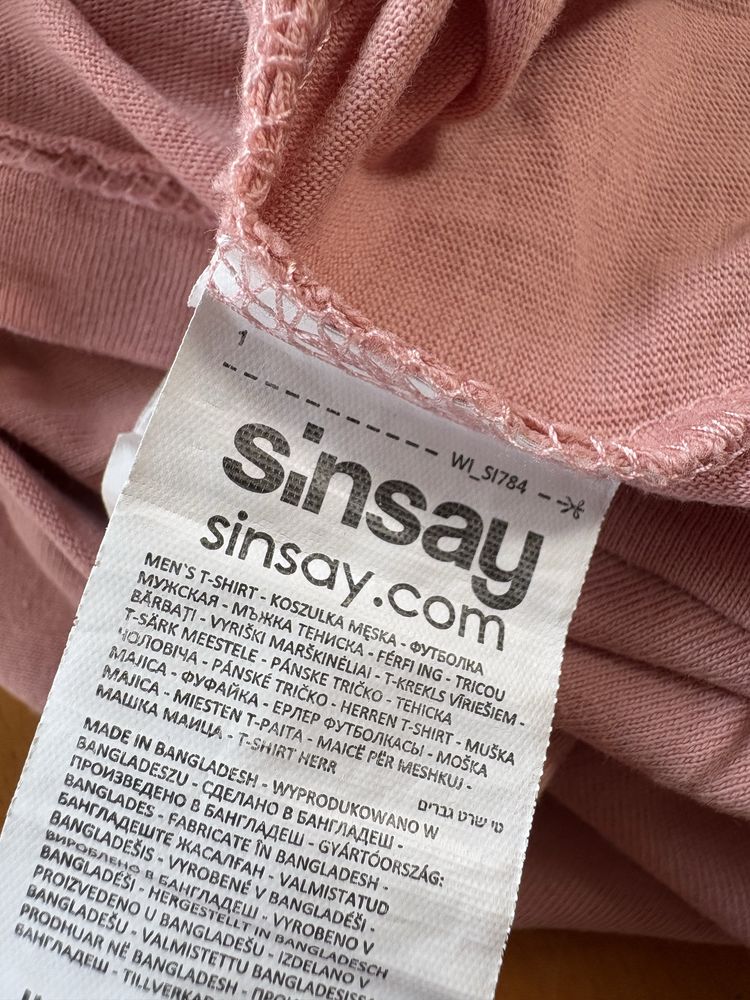 1
WI_SI784
sinsay
sinsay.com
MEN`S T-SHIRT - KOSZULKA MĘSKA - ФУТБОЛКА
МУЖСКАЯ - МЪЖКА ТЕНИСКА - FÉRFI ING - TRICOU
BĂRBAȚI - VYRIŠKI MARŠKINĖLIAI - T-KREKLS VĪRIEŠIEM -
T-SÄRK MEESTELE - PÁNSKE TRIČKO - ТЕНІСКА
ЧОЛОВІЧА - PÁNSKÉ TRIČKO - HERREN T-SHIRT - MUŠKA
MAJICA - ФУФАЙКА - ЕРЛЕР ФУТБОЛКАСЫ - MOŠKA
MAJICA - MIESTEN T-PAITA - MAICË PËR MESHKUJ -
МАШКА МАИЦА - T-SHIRT HERR
טי שרט גברים
MADE IN BANGLADESH - WYPRODUKOWANO W
BANGLADESZU - СДЕЛАНО В БАНГЛАДЕШ -
ПРОИЗВЕДЕНО В БАНГЛАДЕШ - GYÁRTÓORSZÁG:
BANGLADES - FABRICATE ÎN BANGLADESH -
БАНГЛАДЕШТЕ ЖАСАЛҒАН - VALMISTATUD
BANGLADEŠIS - VYROBENÉ V BANGLADÉŠI -
ВИРОБЛЕНО В БАНГЛАДЕШ - VYROBENO V
BANGLADÉŠI - HERGESTELLT IN BANGLADESCH
PROIZVEDENO U BANGLADEŠU - IZDELANO V
BANGLADEŠU - VALMISTETTU BANGLADESISSA
PRODHUAR NË BANGLADESH - ПРОИ
БАНГЛАДЕШ - TILLVERKAD